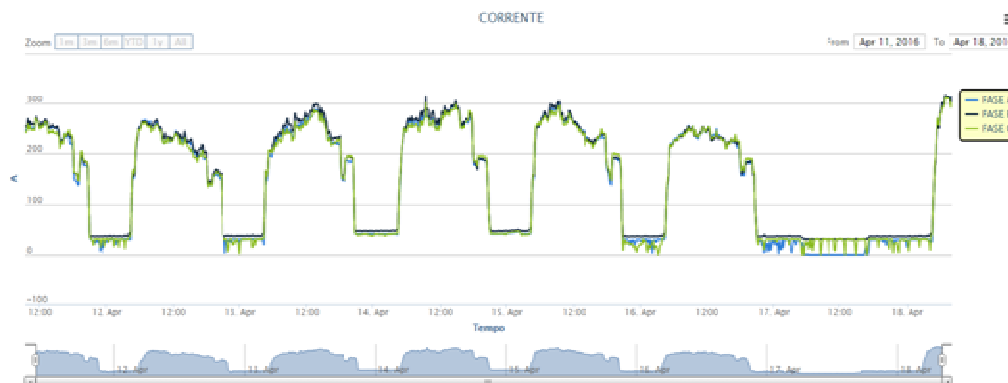 CORRENTE
Zoom 1m 3m 6m YTD 1y All
From Apr 11, 2016 To Apr 18, 201
300
FASE
FASE
FASE
200
A
100
0
-100
12:00 12. Apr 12:00 13. Apr 12:00 14. Apr 12:00 15. Apr 12:00 16. Apr 12:00 17. Apr 12:00 18. Apr
Tempo
12. Apr 13. Apr 14. Apr 15. Apr 16. Apr 17. Apr 18. Apr